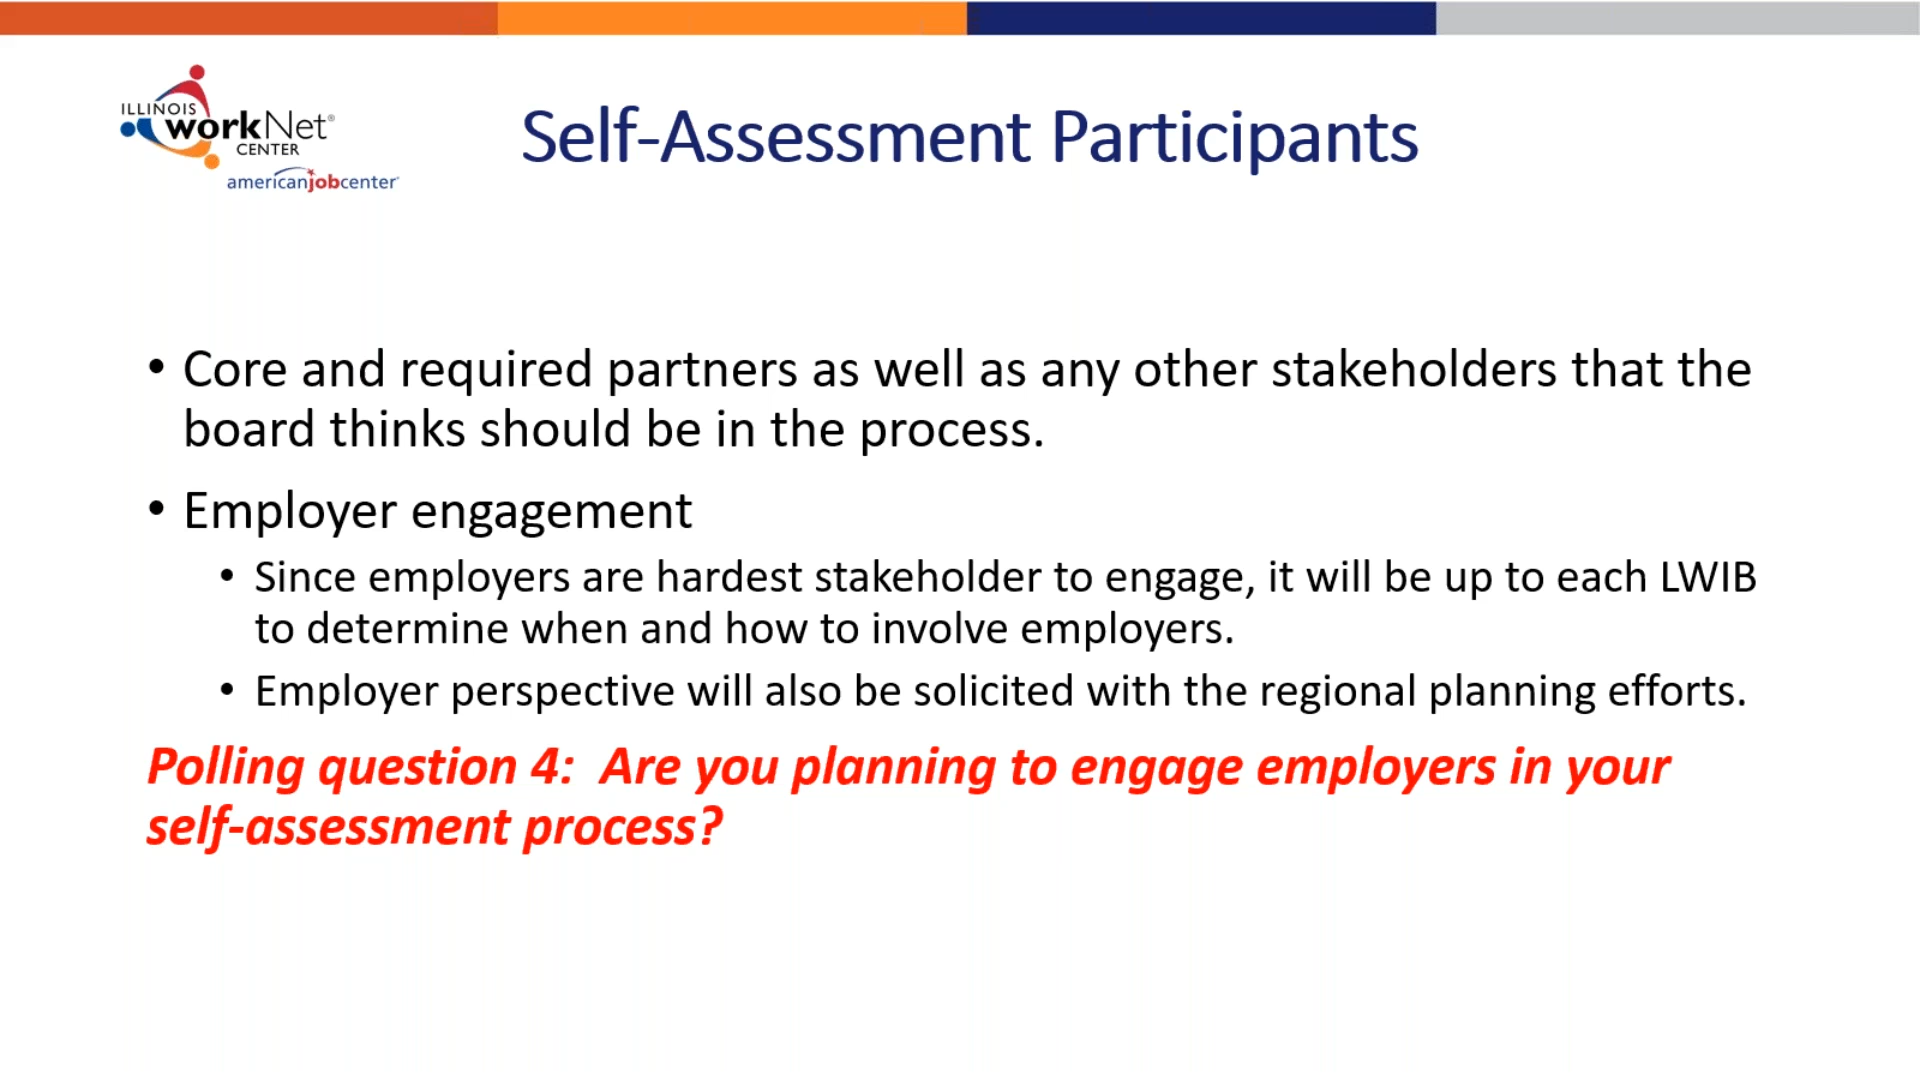 ILLINOIS
workNet®
CENTER
americanjobcenter
Self-Assessment Participants
• Core and required partners as well as any other stakeholders that the
board thinks should be in the process.
• Employer engagement
• Since employers are hardest stakeholder to engage, it will be up to each LWIB
to determine when and how to involve employers.
• Employer perspective will also be solicited with the regional planning efforts.
Polling question 4:  Are you planning to engage employers in your
self-assessment process?